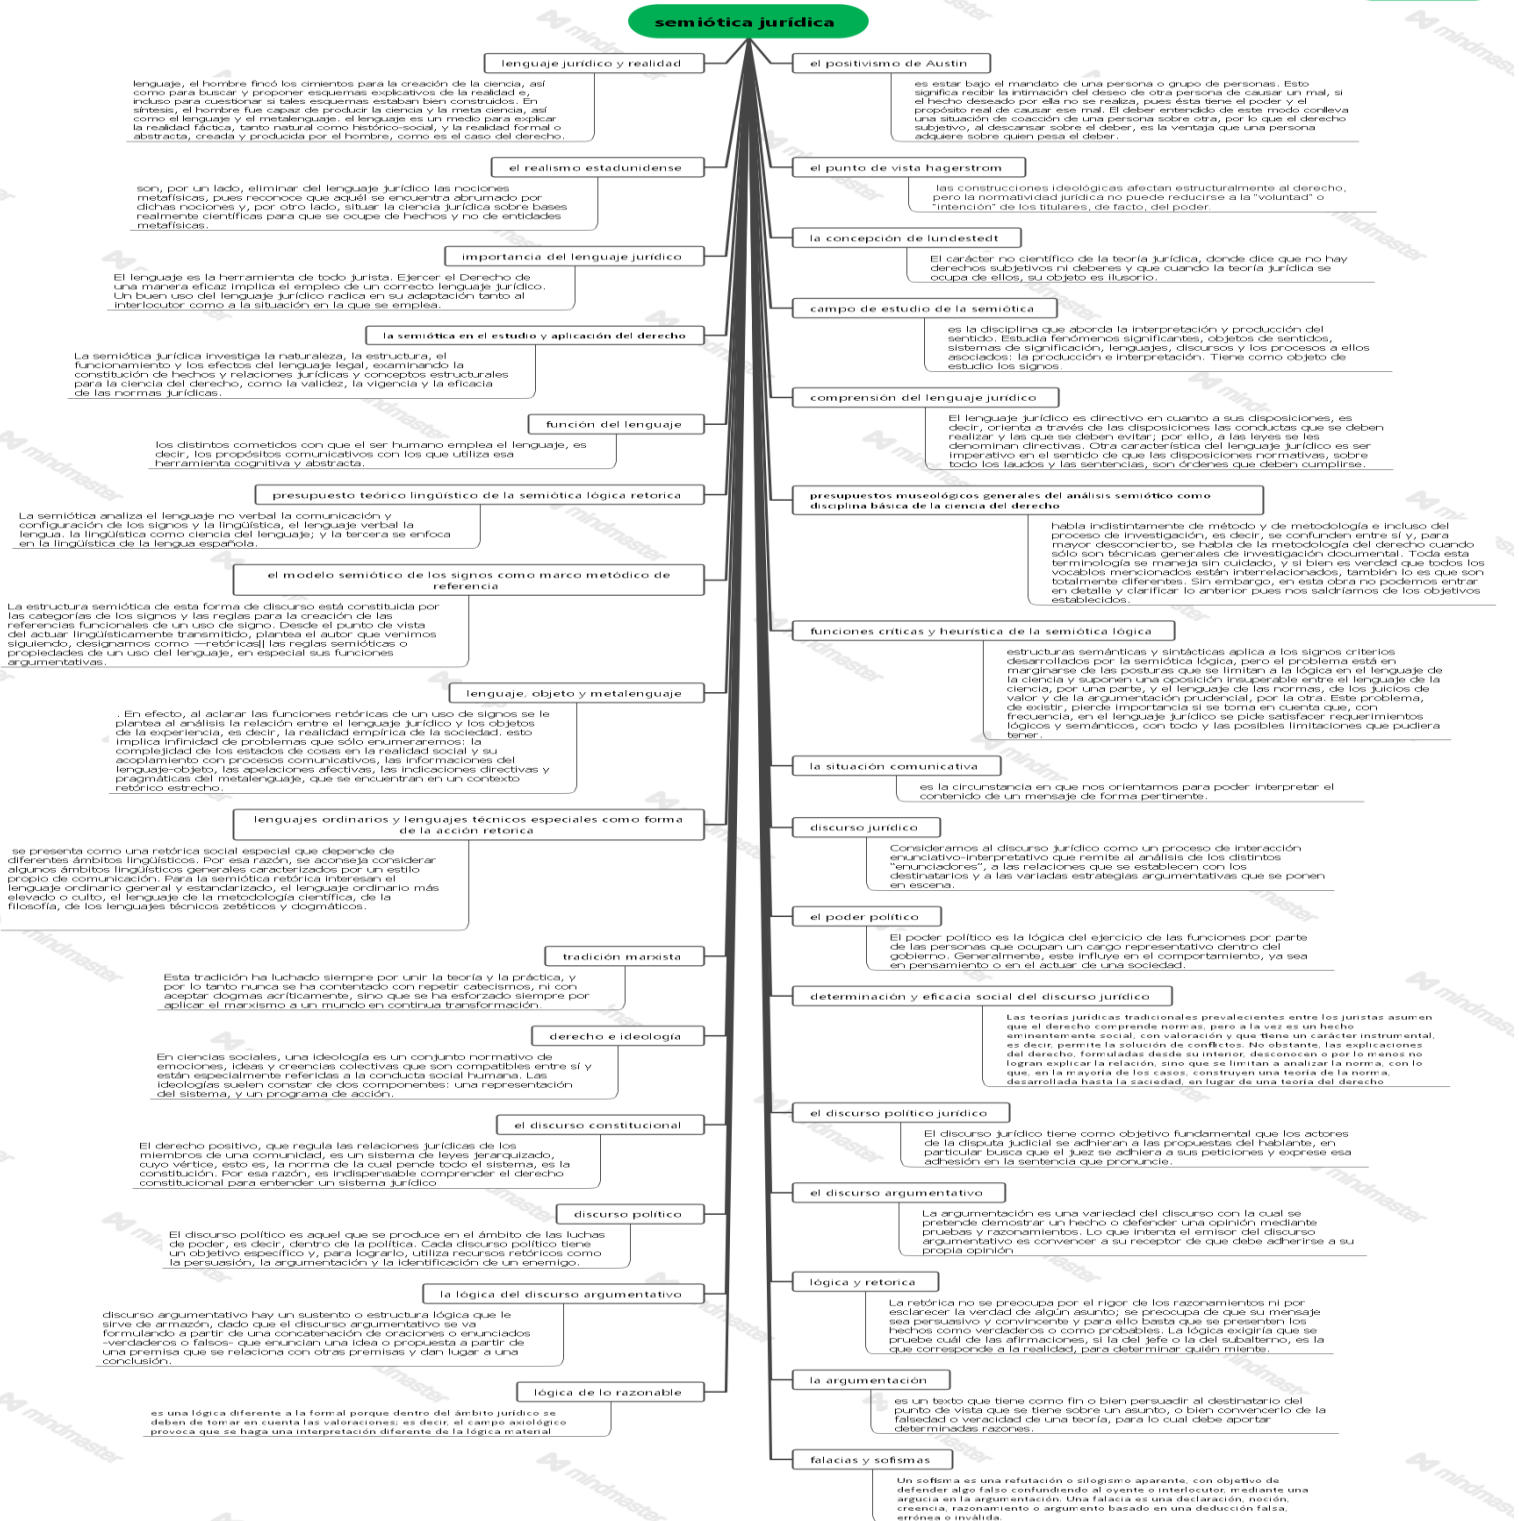 semiótica jurídica
lenguaje jurídico y realidad
lenguaje, el hombre fincó los cimientos para la creación de la ciencia, así
como para buscar y proponer esquemas explicativos de la realidad e,
incluso para cuestionar si tales esquemas estaban bien construidos. En
síntesis, el hombre fue capaz de producir la ciencia y la meta ciencia, así
como el lenguaje y el metalenguaje. el lenguaje es un medio para explicar
la realidad fáctica, tanto natural como histórico-social, y la realidad formal o
abstracta, creada y producida por el hombre, como es el caso del derecho.
el realismo estadunidense
son, por un lado, eliminar del lenguaje jurídico las nociones
metafísicas, pues reconoce que aquél se encuentra abrumado por
dichas nociones y, por otro lado, situar la ciencia jurídica sobre bases
realmente científicas para que se ocupe de hechos y no de entidades
metafísicas.
importancia del lenguaje jurídico
El lenguaje es la herramienta de todo jurista. Ejercer el Derecho de
una manera eficaz implica el empleo de un correcto lenguaje jurídico.
Un buen uso del lenguaje jurídico radica en su adaptación tanto al
interlocutor como a la situación en la que se emplea.
la semiótica en el estudio y aplicación del derecho
La semiótica jurídica investiga la naturaleza, la estructura, el
funcionamiento y los efectos del lenguaje legal, examinando la
constitución de hechos y relaciones jurídicas y conceptos estructurales
para la ciencia del derecho, como la validez, la vigencia y la eficacia
de las normas jurídicas.
función del lenguaje
los distintos cometidos con que el ser humano emplea el lenguaje, es
decir, los propósitos comunicativos con los que utiliza esa
herramienta cognitiva y abstracta.
presupuesto teórico lingüístico de la semiótica lógica retorica
La semiótica analiza el lenguaje no verbal la comunicación y
configuración de los signos y la lingüística, el lenguaje verbal la
lengua. la lingüística como ciencia del lenguaje; y la tercera se enfoca
en la lingüística de la lengua española.
el modelo semiótico de los signos como marco metódico de
referencia
La estructura semiótica de esta forma de discurso está constituida por
las categorías de los signos y las reglas para la creación de las
referencias funcionales de un uso de signo. Desde el punto de vista
del actuar lingüísticamente transmitido, plantea el autor que venimos
siguiendo, designamos como ―retóricas‖ las reglas semióticas o
propiedades de un uso del lenguaje, en especial sus funciones
argumentativas.
lenguaje, objeto y metalenguaje
. En efecto, al aclarar las funciones retóricas de un uso de signos se le
plantea al análisis la relación entre el lenguaje jurídico y los objetos
de la experiencia, es decir, la realidad empírica de la sociedad. esto
implica infinidad de problemas que sólo enumeraremos: la
complejidad de los estados de cosas en la realidad social y su
acoplamiento con procesos comunicativos, las informaciones del
lenguaje-objeto, las apelaciones afectivas, las indicaciones directivas y
pragmáticas del metalenguaje, que se encuentran en un contexto
retórico estrecho.
lenguajes ordinarios y lenguajes técnicos especiales como forma
de la acción retorica
se presenta como una retórica social especial que depende de
diferentes ámbitos lingüísticos. Por esa razón, se aconseja considerar
algunos ámbitos lingüísticos generales caracterizados por un estilo
propio de comunicación. Para la semiótica retórica interesan el
lenguaje ordinario general y estandarizado, el lenguaje ordinario más
elevado o culto, el lenguaje de la metodología científica, de la
filosofía, de los lenguajes técnicos zetéticos y dogmáticos.
tradición marxista
Esta tradición ha luchado siempre por unir la teoría y la práctica, y
por lo tanto nunca se ha contentado con repetir catecismos, ni con
aceptar dogmas acríticamente, sino que se ha esforzado siempre por
aplicar el marxismo a un mundo en continua transformación.
derecho e ideología
En ciencias sociales, una ideología es un conjunto normativo de
emociones, ideas y creencias colectivas que son compatibles entre sí y
están especialmente referidas a la conducta social humana. Las
ideologías suelen constar de dos componentes: una representación
del sistema, y un programa de acción.
el discurso constitucional
El derecho positivo, que regula las relaciones jurídicas de los
miembros de una comunidad, es un sistema de leyes jerarquizado,
cuyo vértice, esto es, la norma de la cual pende todo el sistema, es la
constitución. Por esa razón, es indispensable comprender el derecho
constitucional para entender un sistema jurídico
discurso político
El discurso político es aquel que se produce en el ámbito de las luchas
de poder, es decir, dentro de la política. Cada discurso político tiene
un objetivo específico y, para lograrlo, utiliza recursos retóricos como
la persuasión, la argumentación y la identificación de un enemigo.
la lógica del discurso argumentativo
discurso argumentativo hay un sustento o estructura lógica que le
sirve de armazón, dado que el discurso argumentativo se va
formulando a partir de una concatenación de oraciones o enunciados
-verdaderos o falsos- que enuncian una idea o propuesta a partir de
una premisa que se relaciona con otras premisas y dan lugar a una
conclusión.
lógica de lo razonable
es una lógica diferente a la formal porque dentro del ámbito jurídico se
deben de tomar en cuenta las valoraciones; es decir, el campo axiológico
provoca que se haga una interpretación diferente de la lógica material
el positivismo de Austin
es estar bajo el mandato de una persona o grupo de personas. Esto
significa recibir la intimación del deseo de otra persona de causar un mal, si
el hecho deseado por ella no se realiza, pues ésta tiene el poder y el
propósito real de causar ese mal. El deber entendido de este modo conlleva
una situación de coacción de una persona sobre otra, por lo que el derecho
subjetivo, al descansar sobre el deber, es la ventaja que una persona
adquiere sobre quien pesa el deber.
el punto de vista hagerstrom
las construcciones ideológicas afectan estructuralmente al derecho,
pero la normatividad jurídica no puede reducirse a la "voluntad" o
"intención" de los titulares, de facto, del poder.
la concepción de lundestedt
El carácter no científico de la teoría jurídica, donde dice que no hay
derechos subjetivos ni deberes y que cuando la teoría jurídica se
ocupa de ellos, su objeto es ilusorio.
campo de estudio de la semiótica
es la disciplina que aborda la interpretación y producción del
sentido. Estudia fenómenos significantes, objetos de sentidos,
sistemas de significación, lenguajes, discursos y los procesos a ellos
asociados: la producción e interpretación. Tiene como objeto de
estudio los signos.
comprensión del lenguaje jurídico
El lenguaje jurídico es directivo en cuanto a sus disposiciones, es
decir, orienta a través de las disposiciones las conductas que se deben
realizar y las que se deben evitar; por ello, a las leyes se les
denominan directivas. Otra característica del lenguaje jurídico es ser
imperativo en el sentido de que las disposiciones normativas, sobre
todo los laudos y las sentencias, son órdenes que deben cumplirse.
presupuestos museológicos generales del análisis semiótico como
disciplina básica de la ciencia del derecho
habla indistintamente de método y de metodología e incluso del
proceso de investigación, es decir, se confunden entre sí y, para
mayor desconcierto, se habla de la metodología del derecho cuando
sólo son técnicas generales de investigación documental. Toda esta
terminología se maneja sin cuidado, y si bien es verdad que todos los
vocablos mencionados están interrelacionados, también lo es que son
totalmente diferentes. Sin embargo, en esta obra no podemos entrar
en detalle y clarificar lo anterior pues nos saldríamos de los objetivos
establecidos.
funciones críticas y heurística de la semiótica lógica
estructuras semánticas y sintácticas aplica a los signos criterios
desarrollados por la semiótica lógica, pero el problema está en
marginarse de las posturas que se limitan a la lógica en el lenguaje de
la ciencia y suponen una oposición insuperable entre el lenguaje de la
ciencia, por una parte, y el lenguaje de las normas, de los juicios de
valor y de la argumentación prudencial, por la otra. Este problema,
de existir, pierde importancia si se toma en cuenta que, con
frecuencia, en el lenguaje jurídico se pide satisfacer requerimientos
lógicos y semánticos, con todo y las posibles limitaciones que pudiera
tener.
la situación comunicativa
es la circunstancia en que nos orientamos para poder interpretar el
contenido de un mensaje de forma pertinente.
discurso jurídico
Consideramos al discurso jurídico como un proceso de interacción
enunciativo-interpretativo que remite al análisis de los distintos
"enunciadores", a las relaciones que se establecen con los
destinatarios y a las variadas estrategias argumentativas que se ponen
en escena.
el poder político
El poder político es la lógica del ejercicio de las funciones por parte
de las personas que ocupan un cargo representativo dentro del
gobierno. Generalmente, este influye en el comportamiento, ya sea
en pensamiento o en el actuar de una sociedad.
determinación y eficacia social del discurso jurídico
Las teorías jurídicas tradicionales prevalecientes entre los juristas asumen
que el derecho comprende normas, pero a la vez es un hecho
eminentemente social, con valoración y que tiene un carácter instrumental,
es decir, permite la solución de conflictos. No obstante, las explicaciones
del derecho, formuladas desde su interior, desconocen o por lo menos no
logran explicar la relación, sino que se limitan a analizar la norma, con lo
que, en la mayoría de los casos, construyen una teoría de la norma,
desarrollada hasta la saciedad, en lugar de una teoría del derecho
el discurso político jurídico
El discurso jurídico tiene como objetivo fundamental que los actores
de la disputa judicial se adhieran a las propuestas del hablante, en
particular busca que el juez se adhiera a sus peticiones y exprese esa
adhesión en la sentencia que pronuncie.
el discurso argumentativo
La argumentación es una variedad del discurso con la cual se
pretende demostrar un hecho o defender una opinión mediante
pruebas y razonamientos. Lo que intenta el emisor del discurso
argumentativo es convencer a su receptor de que debe adherirse a su
propia opinión
lógica y retorica
La retórica no se preocupa por el rigor de los razonamientos ni por
esclarecer la verdad de algún asunto; se preocupa de que su mensaje
sea persuasivo y convincente y para ello basta que se presenten los
hechos como verdaderos o como probables. La lógica exigiría que se
pruebe cuál de las afirmaciones, si la del jefe o la del subalterno, es la
que corresponde a la realidad, para determinar quién miente.
la argumentación
es un texto que tiene como fin o bien persuadir al destinatario del
punto de vista que se tiene sobre un asunto, o bien convencerlo de la
falsedad o veracidad de una teoría, para lo cual debe aportar
determinadas razones.
falacias y sofismas
Un sofisma es una refutación o silogismo aparente, con objetivo de
defender algo falso confundiendo al oyente o interlocutor, mediante una
argucia en la argumentación. Una falacia es una declaración, noción,
creencia, razonamiento o argumento basado en una deducción falsa,
errónea o inválida.